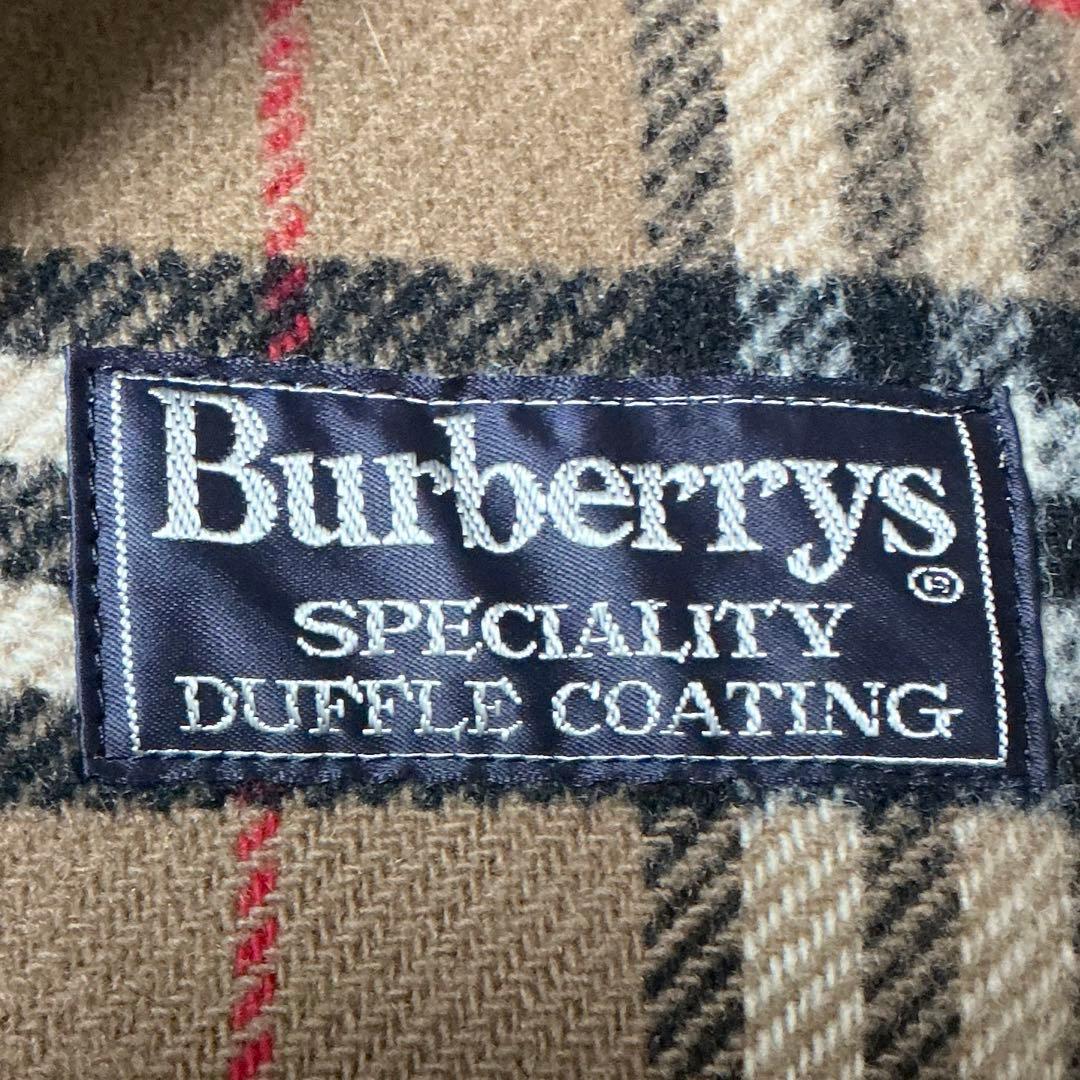 Burberrys®
SPECIALITY
DUFFLE COATING